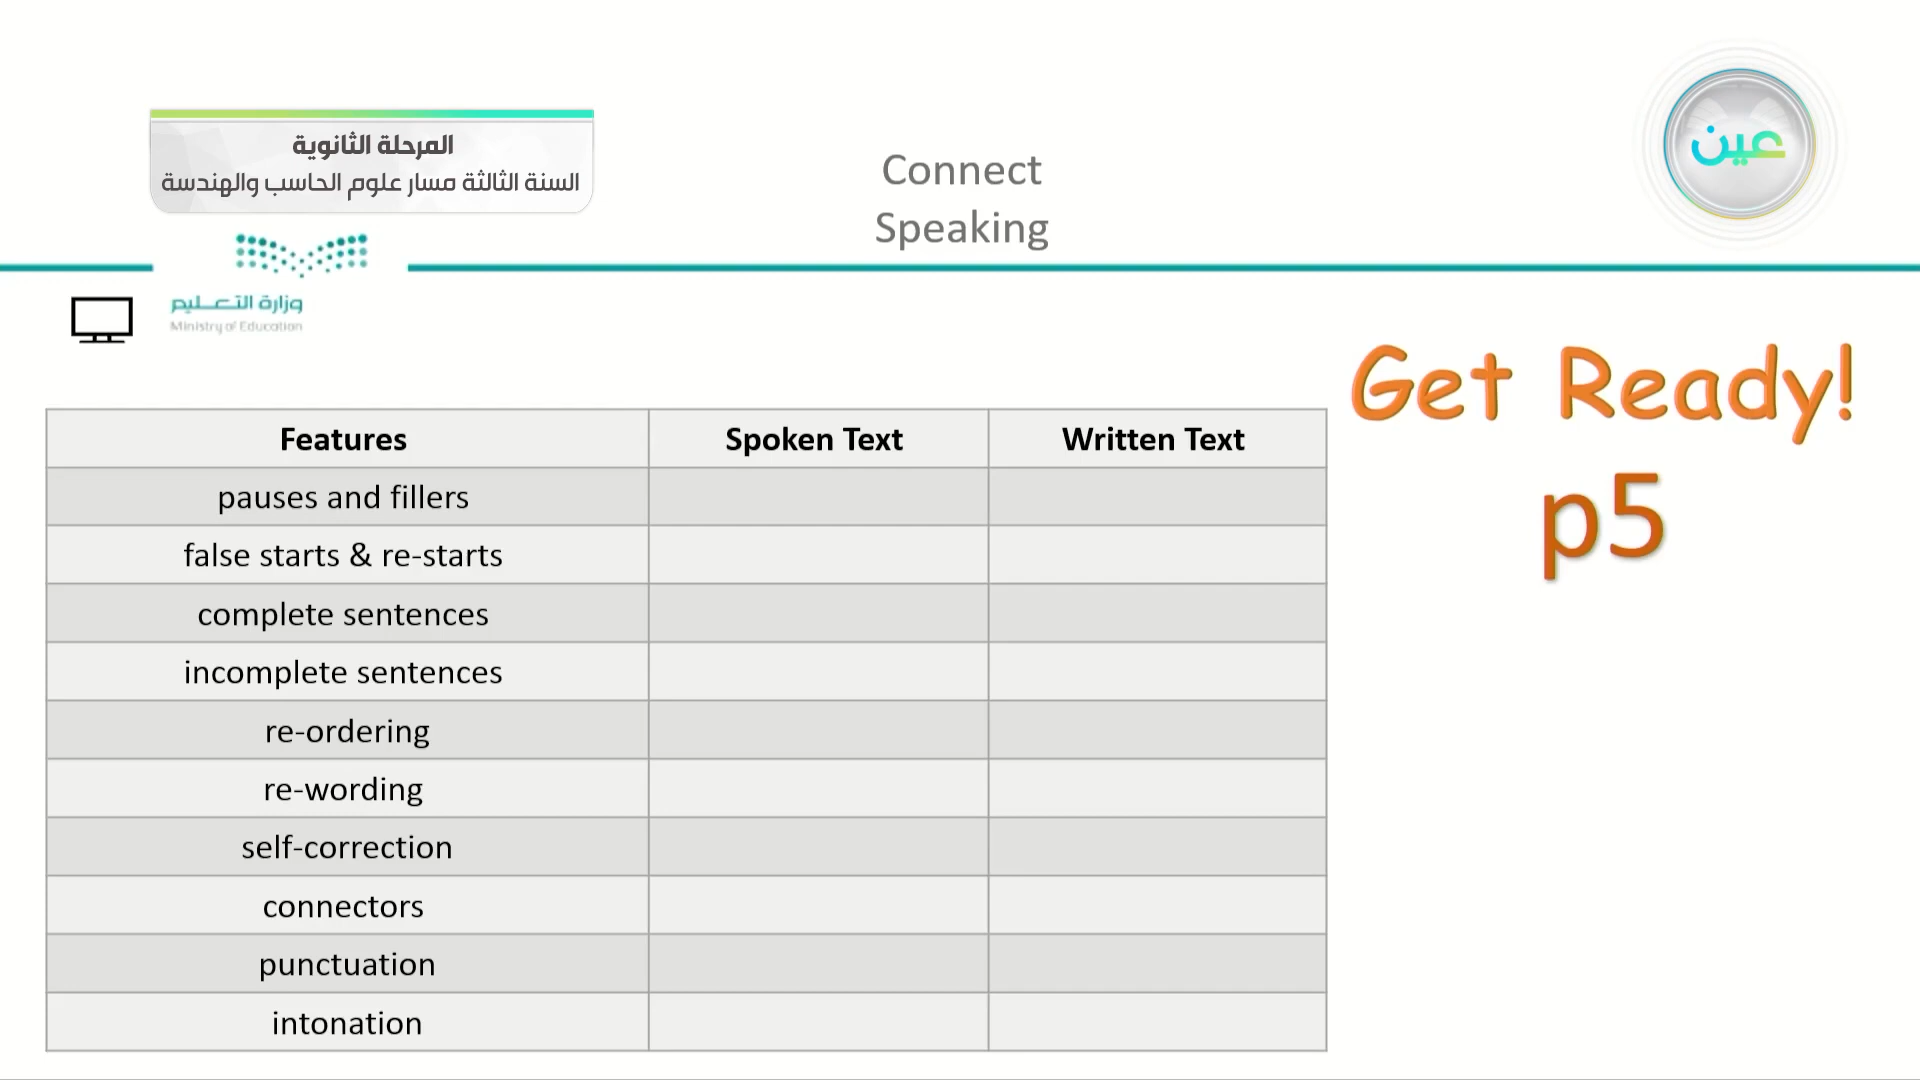 المرحلة الثانوية
السنة الثالثة مسار علوم الحاسب والهندسة
Connect
Speaking
عين
وزارة التعليم
Ministry of Education
Get Ready!
p5
Features Spoken Text Written Text
pauses and fillers
false starts & re-starts
complete sentences
incomplete sentences
re-ordering
re-wording
self-correction
connectors
punctuation
intonation